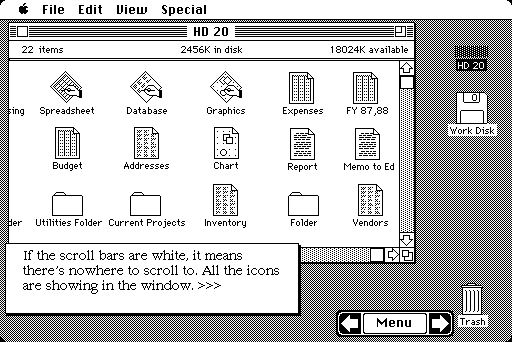 File Edit View Special
HD 20
22 items 2456K in disk 18024K available
HD 20
sing Spreadsheet Database Graphics Expenses FY 87,88
Work Disk
Budget Addresses Chart Report Memo to Ed
der Utilities Folder Current Projects Inventory Folder Vendors
If the scroll bars are white, it means
there's nowhere to scroll to. All the icons
are showing in the window. >>>
Menu
Trash